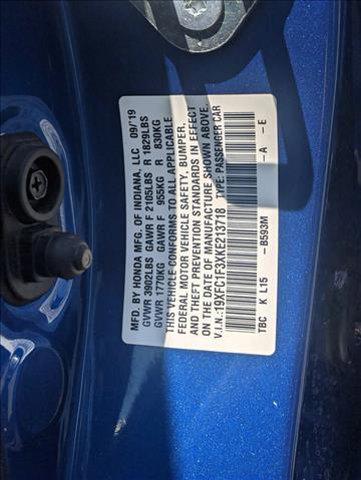 MFD. BY HONDA MFG. OF INDIANA, LLC 09/'19
GVWR 3902LBS GAWR F 2105LBS R 1829LBS
GVWR 1770KG GAWR F 955KG R 830KG
THIS VEHICLE CONFORMS TO ALL APPLICABLE
FEDERAL MOTOR VEHICLE SAFETY, BUMPER,
AND THEFT PREVENTION STANDARDS IN EFFECT
ON THE DATE OF MANUFACTURE SHOWN ABOVE.
V.I.N.:19XFC1F3XKE213718 TYPE: PASSENGER CAR
TBC K L15 -B593M -A -E